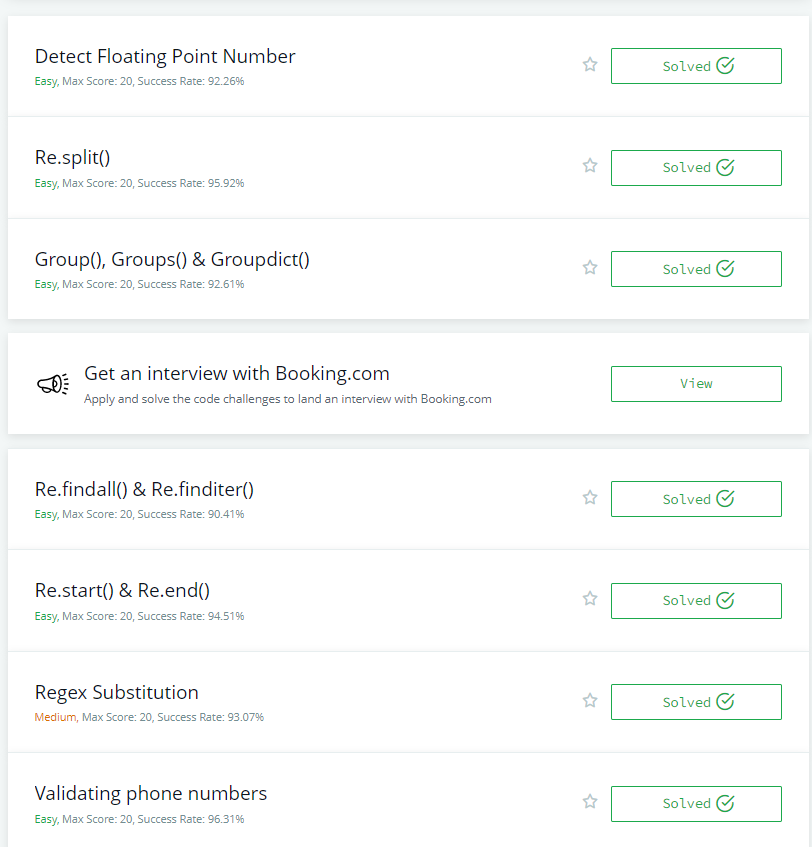 Detect Floating Point Number
Easy, Max Score: 20, Success Rate: 92.26%
Solved
Re.split()
Easy, Max Score: 20, Success Rate: 95.92%
Solved
Group(), Groups() & Groupdict()
Easy, Max Score: 20, Success Rate: 92.61%
Solved
Get an interview with Booking.com
Apply and solve the code challenges to land an interview with Booking.com
View
Re.findall() & Re.finditer()
Easy, Max Score: 20, Success Rate: 90.41%
Solved
Re.start() & Re.end()
Easy, Max Score: 20, Success Rate: 94.51%
Solved
Regex Substitution
Medium, Max Score: 20, Success Rate: 93.07%
Solved
Validating phone numbers
Easy, Max Score: 20, Success Rate: 96.31%
Solved